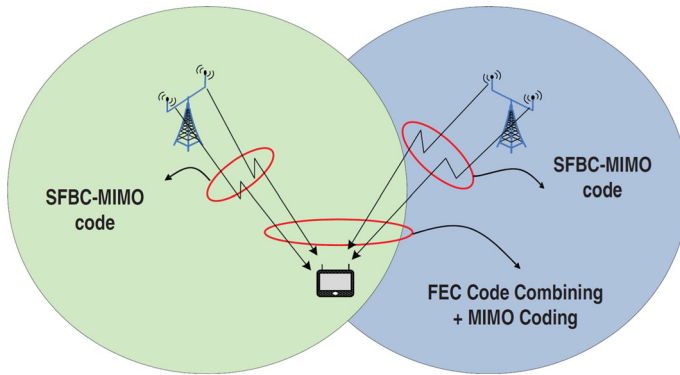 SFBC-MIMO
code
SFBC-MIMO
code
FEC Code Combining
+ MIMO Coding